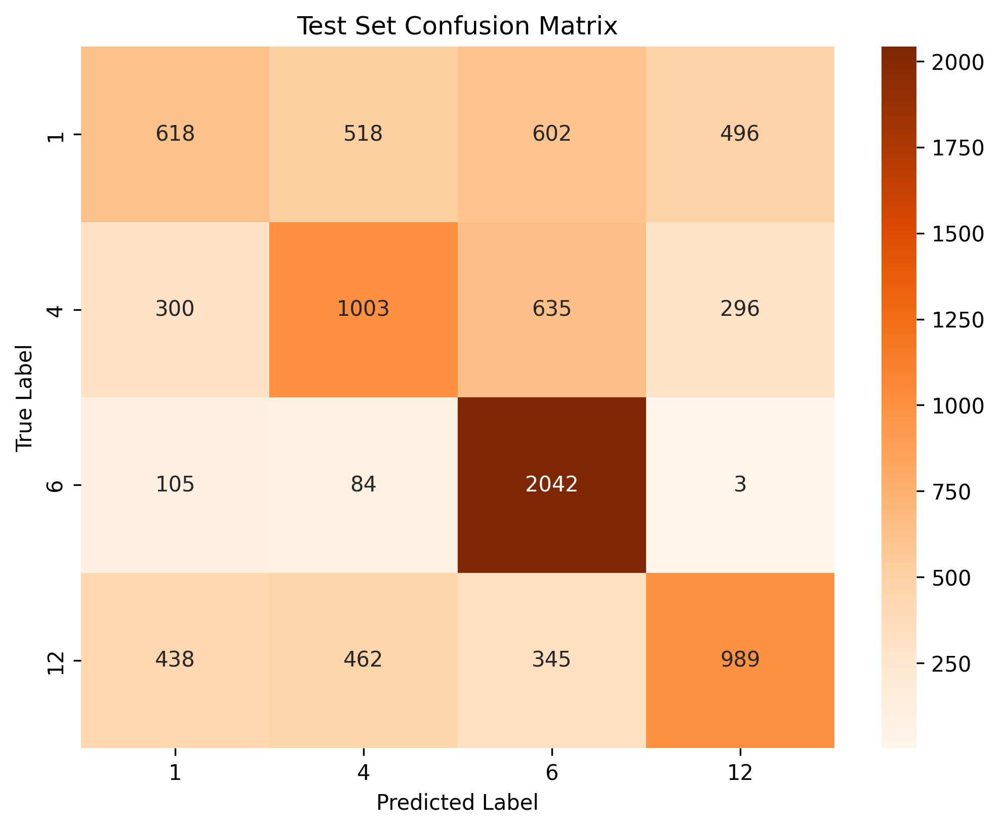 Test Set Confusion Matrix
True Label
1
618 518 602 496
4
300 1003 635 296
6
105 84 2042 3
12
438 462 345 989
1 4 6 12
Predicted Label
2000
1750
1500
1250
1000
750
500
250